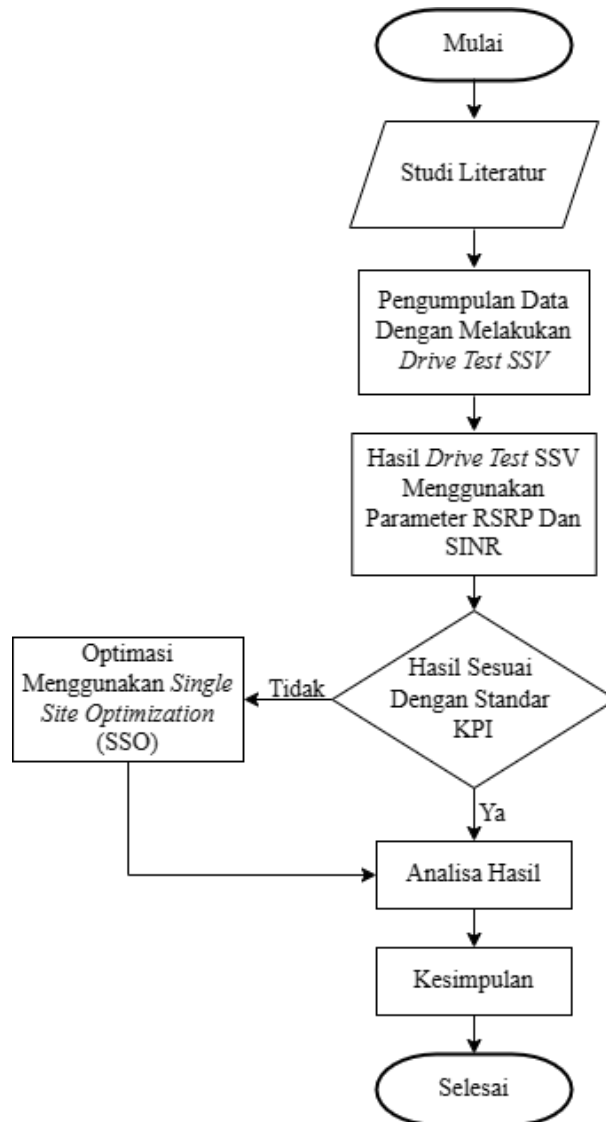 Mulai
Studi Literatur
Pengumpulan Data
Dengan Melakukan
Drive Test SSV
Hasil Drive Test SSV
Menggunakan
Parameter RSRP Dan
SINR
Hasil Sesuai
Dengan Standar
KPI
Tidak
Optimasi
Menggunakan Single
Site Optimization
(SSO)
Ya
Analisa Hasil
Kesimpulan
Selesai